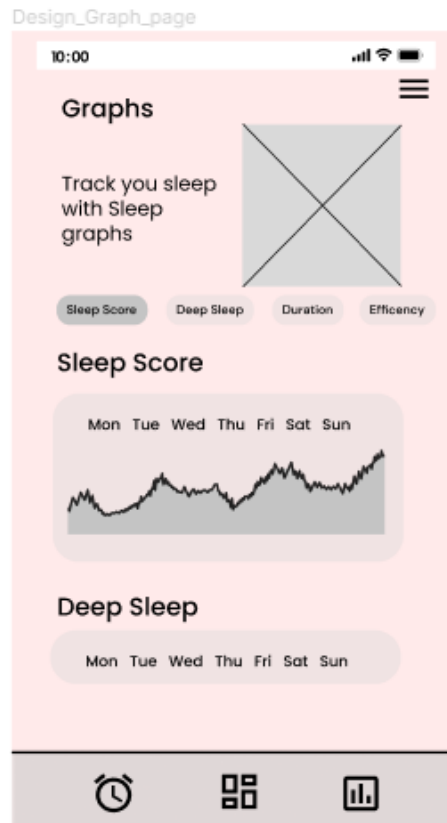 Design_Graph_page
10:00
Graphs
Track you sleep
with Sleep
graphs
Sleep Score
Deep Sleep
Duration
Efficency
Sleep Score
Mon Tue Wed Thu Fri Sat Sun
Deep Sleep
Mon Tue Wed Thu Fri Sat Sun